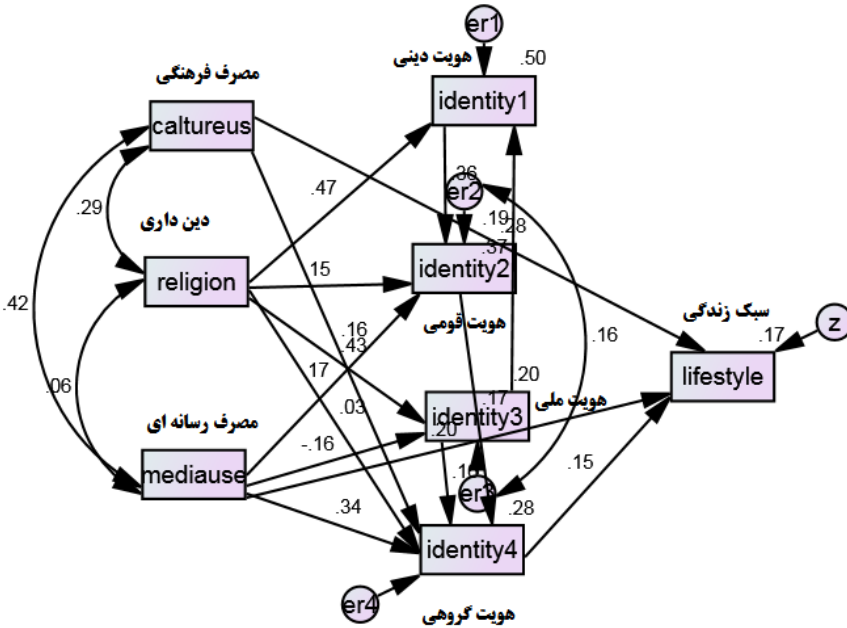 er1
.50
هویت دینی
identity1
مصرف فرهنگی
caltureus
.36
er2
.47
.29
.19
.28
.37
دین داری
religion
15
identity2
هویت قومی
.42
.16
.43
.16
سبک زندگی
.17
z
lifestyle
.06
17
.03
.20
.17
هویت ملی
identity3
.20
مصرف رسانه ای
-.16
mediause
.15
er3
.34
.28
identity4
er4
هویت گروهی